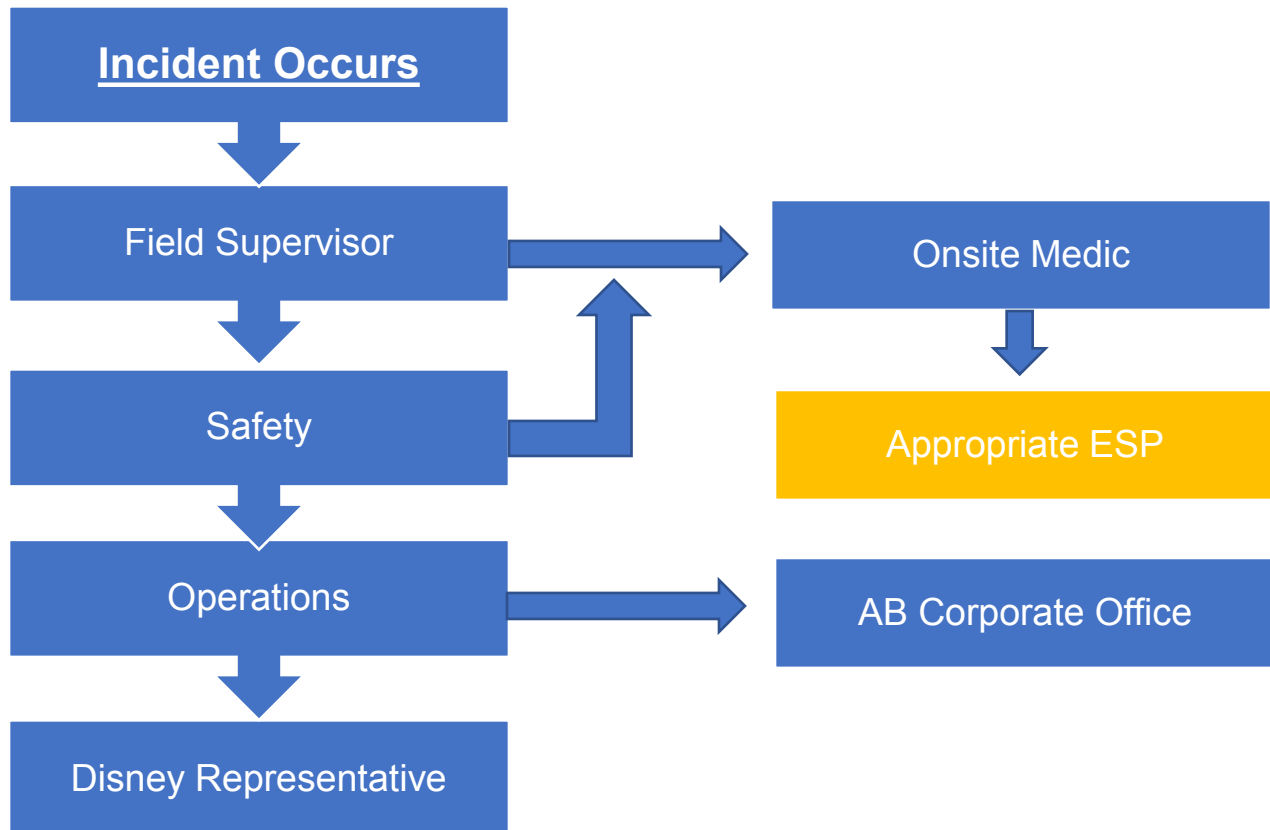 Incident Occurs
Field Supervisor
Onsite Medic
Safety
Appropriate ESP
Operations
AB Corporate Office
Disney Representative